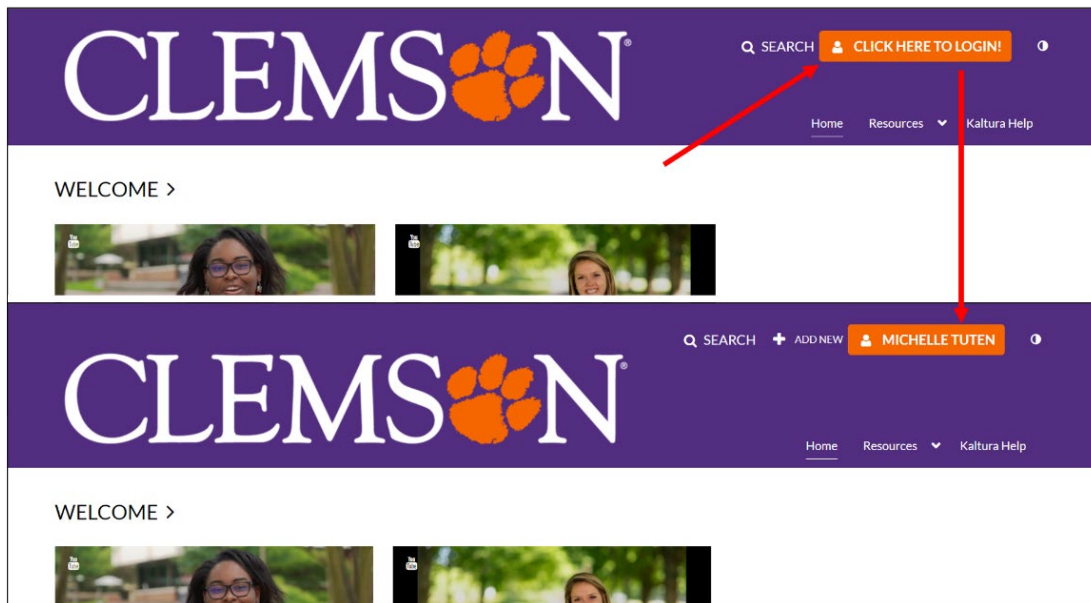 CLEMSON®
SEARCH CLICK HERE TO LOGIN!
Home Resources Kaltura Help
WELCOME >
You Tube
You Tube
CLEMSON®
SEARCH ADD NEW MICHELLE TUTEN
Home Resources Kaltura Help
WELCOME >
You Tube
You Tube